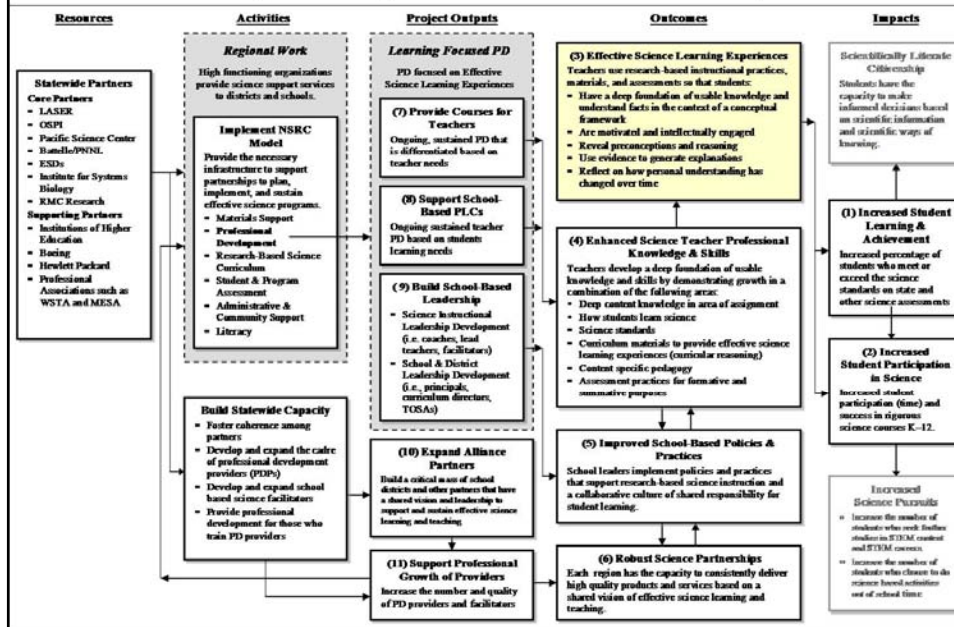 Resources
Activities
Project Outputs
Outcomes
Impacts
Statewide Partners
Core Partners
LASER
OSPI
Pacific Science Center
Battelle/PNNL
ESDs
Institute for Systems
Biology
RMC Research
Supporting Partners
Institutions of Higher
Education
Boeing
Hewlett Packard
Professional
Associations such as
WSTA and MESA
Regional Work
High functioning organizations
provide science support services
to districts and schools.
Implement NSRC
Model
Provide the necessary
infrastructure to support
partnerships to plan,
implement, and sustain
effective science programs.
Materials Support
Professional
Development
Research-Based Science
Curriculum
Student & Program
Assessment
Administrative &
Community Support
Literacy
Build Statewide Capacity
Foster coherence among
partners
Develop and expand the cadre
of professional development
providers (PDPs)
Develop and expand school
based science facilitators
Provide professional
development for those who
train PD providers
Learning Focused PD
PD focused on Effective
Science Learning Experiences
(7) Provide Courses for
Teachers
Ongoing, sustained PD that
is differentiated based on
teacher needs
(8) Support School-
Based PLCs
Ongoing sustained teacher
PD based on students
learning needs
(9) Build School-Based
Leadership
Science Instructional
Leadership Development
(i.e. coaches, lead
teachers, facilitators)
School & District
Leadership Development
(i.e., principals,
curriculum directors,
TOSAs)
(10) Expand Alliance
Partners
Build a critical mass of school
districts and other partners that have
a shared vision and leadership to
support and sustain effective science
learning and teaching.
(11) Support Professional
Growth of Providers
Increase the number and quality
of PD providers and facilitators
(3) Effective Science Learning Experiences
Teachers use research-based instructional practices,
materials, and assessments so that students:
Have a deep foundation of usable knowledge and
understand facts in the context of a conceptual
framework
Are motivated and intellectually engaged
Reveal preconceptions and reasoning
Use evidence to generate explanations
Reflect on how personal understanding has
changed over time
(4) Enhanced Science Teacher Professional
Knowledge & Skills
Teachers develop a deep foundation of usable
knowledge and skills by demonstrating growth in a
combination of the following areas:
Deep content knowledge in area of assignment
How students learn science
Science standards
Curriculum materials to provide effective science
learning experiences (curricular reasoning)
Content specific pedagogy
Assessment practices for formative and
summative purposes
(5) Improved School-Based Policies &
Practices
School leaders implement policies and practices
that support research-based science instruction and
a collaborative culture of shared responsibility for
student learning.
(6) Robust Science Partnerships
Each region has the capacity to consistently deliver
high quality products and services based on a
shared vision of effective science learning and
teaching.
Scientifically Literate
Citizenship
Students have the
capacity to make
informed decisions based
on scientific information
and scientific ways of
knowing.
(1) Increased Student
Learning &
Achievement
Increased percentage of
students who meet or
exceed the science
standards on state and
other science assessments
(2) Increased
Student Participation
in Science
Increased student
participation (time) and
success in rigorous
science courses K–12.
Increased
Science Pursuits
Increase the number of
students who seek further
studies in STEM content
and STEM careers
Increase the number of
students who choose to do
science based activities
out of school time